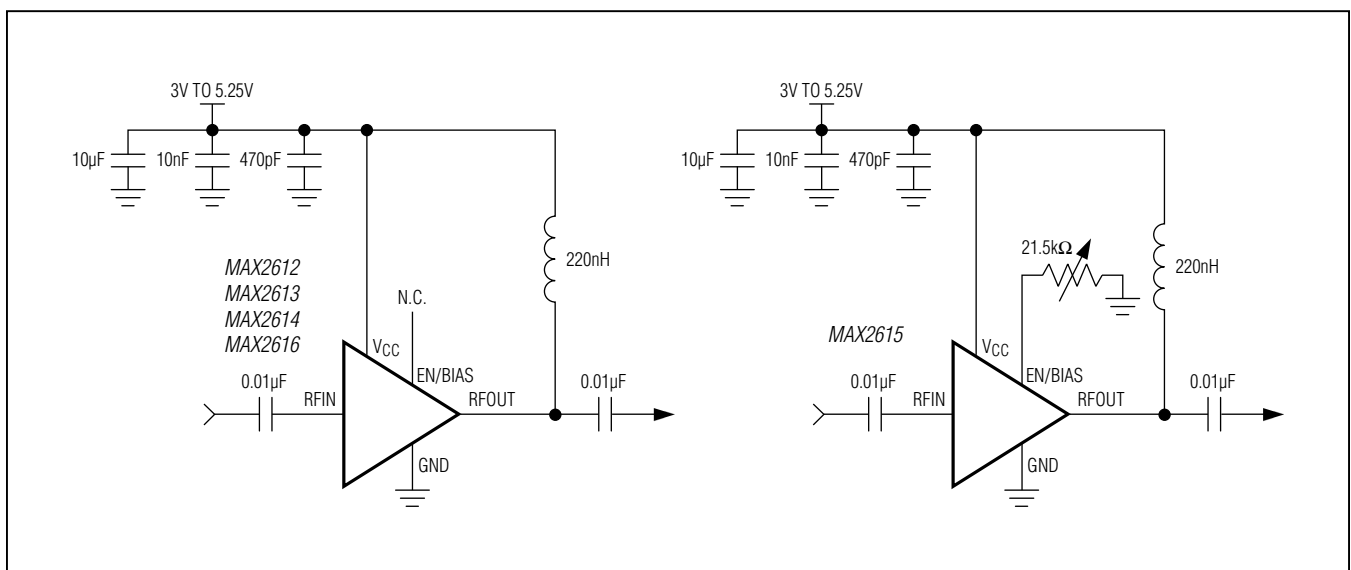 3V TO 5.25V
10µF
10nF
470pF
220nH
MAX2612
MAX2613
MAX2614
MAX2616
N.C.
VCC
EN/BIAS
0.01µF
RFIN
RFOUT
0.01µF
GND
3V TO 5.25V
10µF
10nF
470pF
21.5kΩ
220nH
MAX2615
VCC
EN/BIAS
0.01µF
RFIN
RFOUT
0.01µF
GND